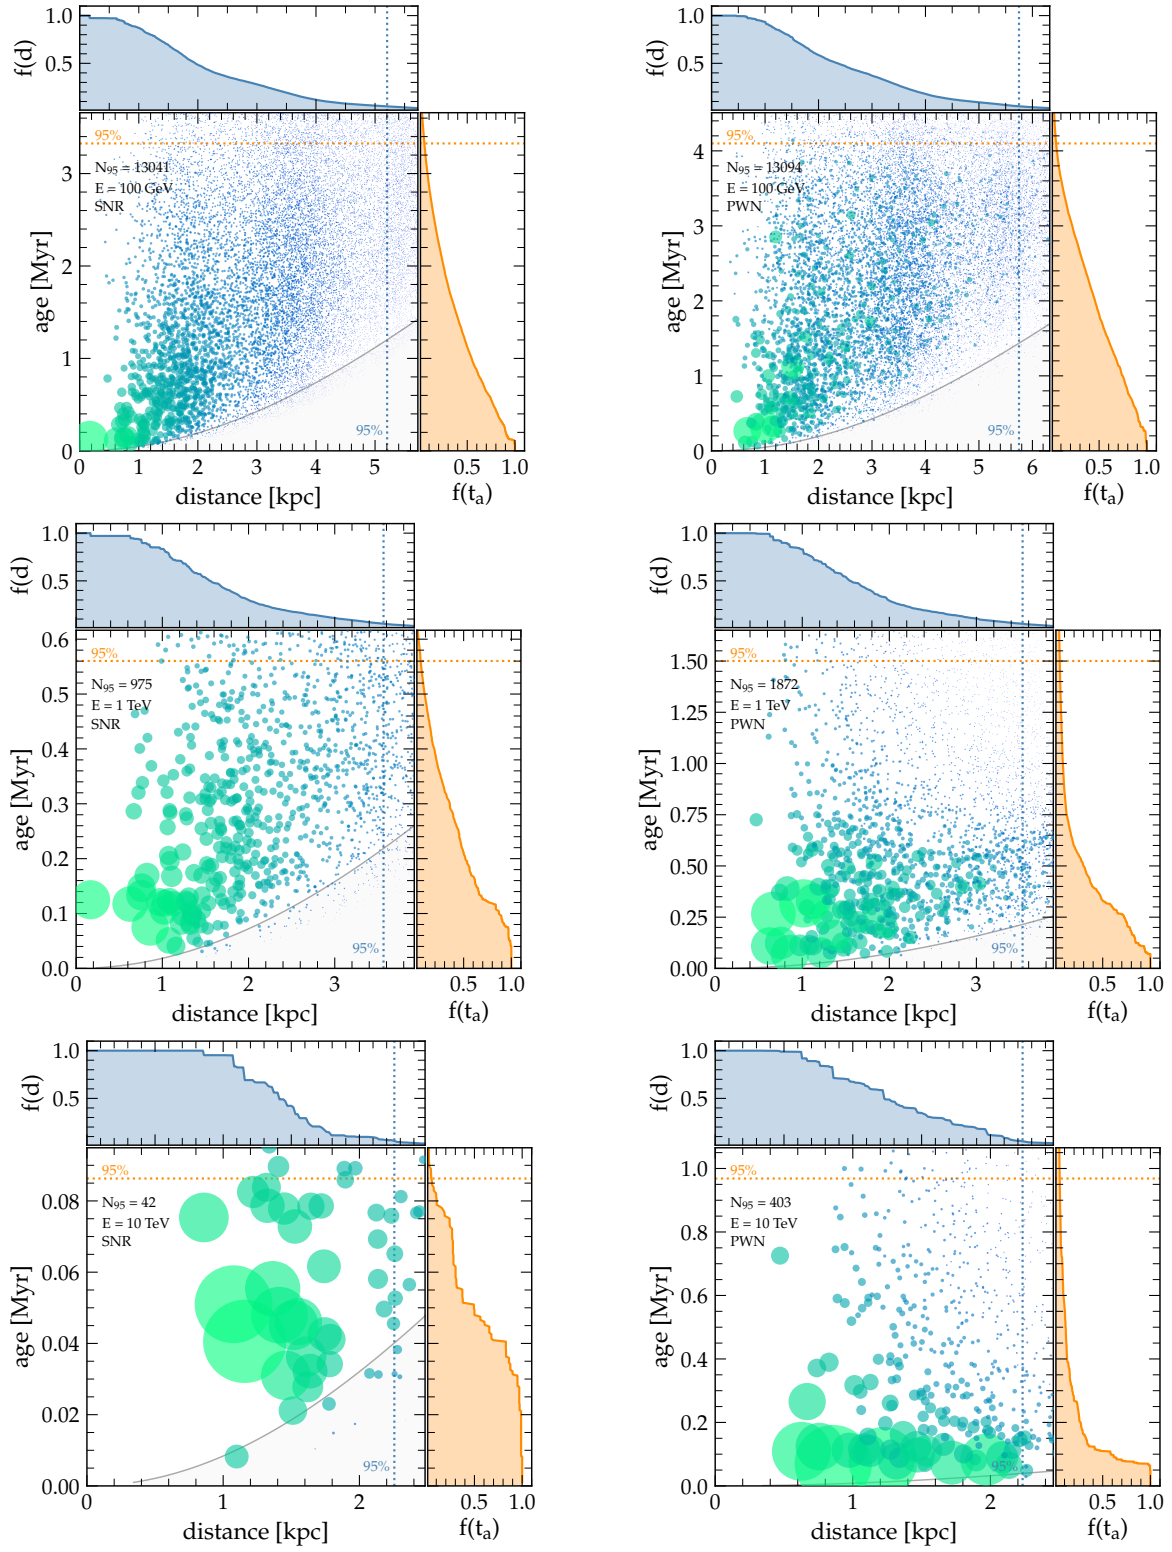 1.0
0.5
f(d)
95%
N95 = 13041
E = 100 GeV
SNR
3
2
1
0
age [Myr]
95%
0 1 2 3 4 5
distance [kpc]
0.5 1.0
f(ta)
1.0
0.5
f(d)
95%
N95 = 13094
E = 100 GeV
PWN
4
3
2
1
0
age [Myr]
95%
0 1 2 3 4 5 6
distance [kpc]
0.5 1.0
f(ta)
1.0
0.5
f(d)
95%
N95 = 975
E = 1 TeV
SNR
0.6
0.5
0.4
0.3
0.2
0.1
0.0
age [Myr]
95%
0 1 2 3
distance [kpc]
0.5 1.0
f(ta)
1.0
0.5
f(d)
95%
N95 = 1872
E = 1 TeV
PWN
1.50
1.25
1.00
0.75
0.50
0.25
0.00
age [Myr]
95%
0 1 2 3
distance [kpc]
0.5 1.0
f(ta)
1.0
0.5
f(d)
95%
N95 = 42
E = 10 TeV
SNR
0.08
0.06
0.04
0.02
0.00
age [Myr]
95%
0 1 2
distance [kpc]
0.5 1.0
f(ta)
1.0
0.5
f(d)
95%
N95 = 403
E = 10 TeV
PWN
1.0
0.8
0.6
0.4
0.2
0.0
age [Myr]
95%
1 2
distance [kpc]
0.5 1.0
f(ta)